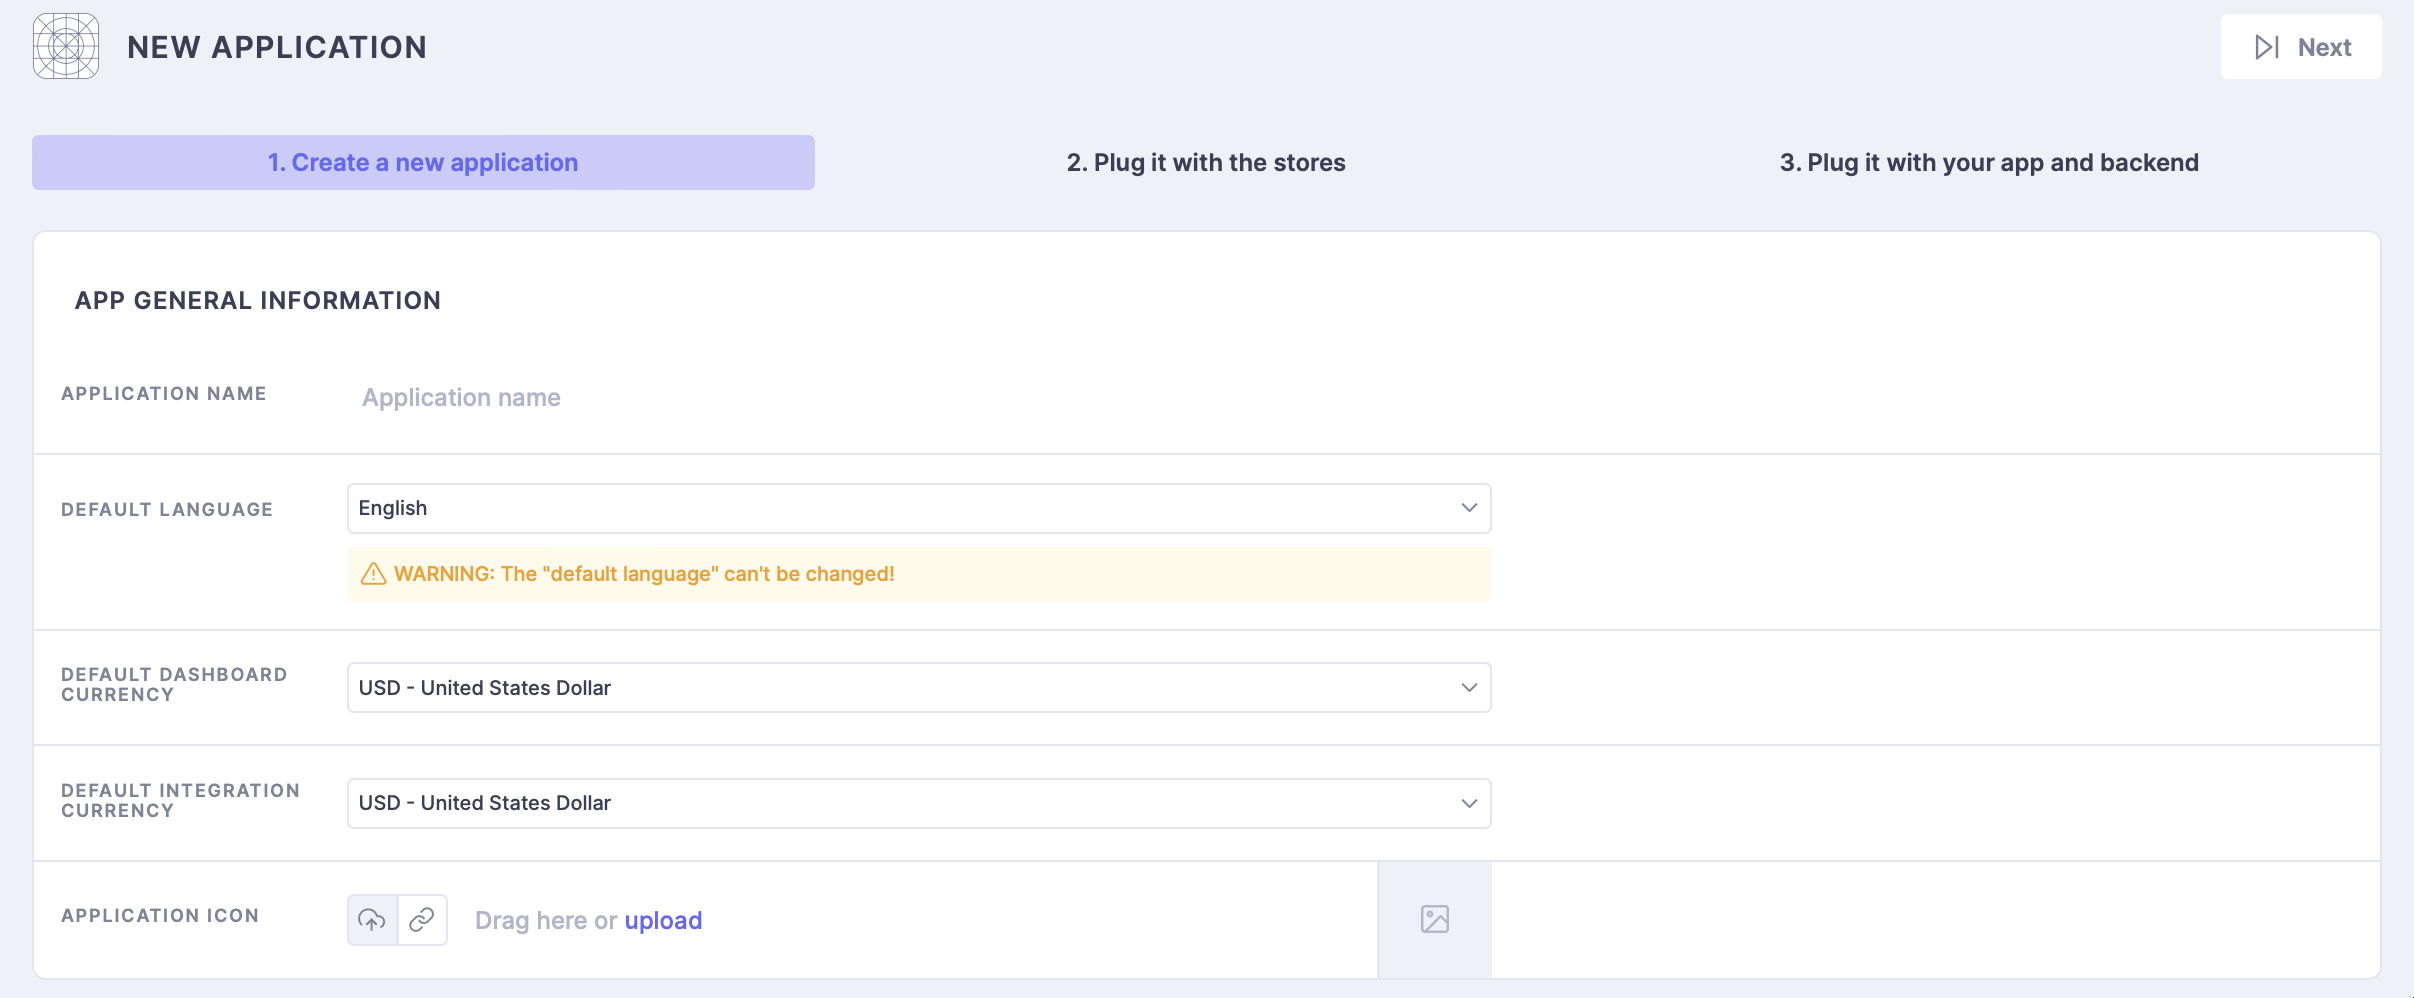 NEW APPLICATION
Next
1. Create a new application
2. Plug it with the stores
3. Plug it with your app and backend
APP GENERAL INFORMATION
APPLICATION NAME
Application name
DEFAULT LANGUAGE
English
WARNING: The "default language" can't be changed!
DEFAULT DASHBOARD
CURRENCY
USD - United States Dollar
DEFAULT INTEGRATION
CURRENCY
USD - United States Dollar
APPLICATION ICON
Drag here or upload